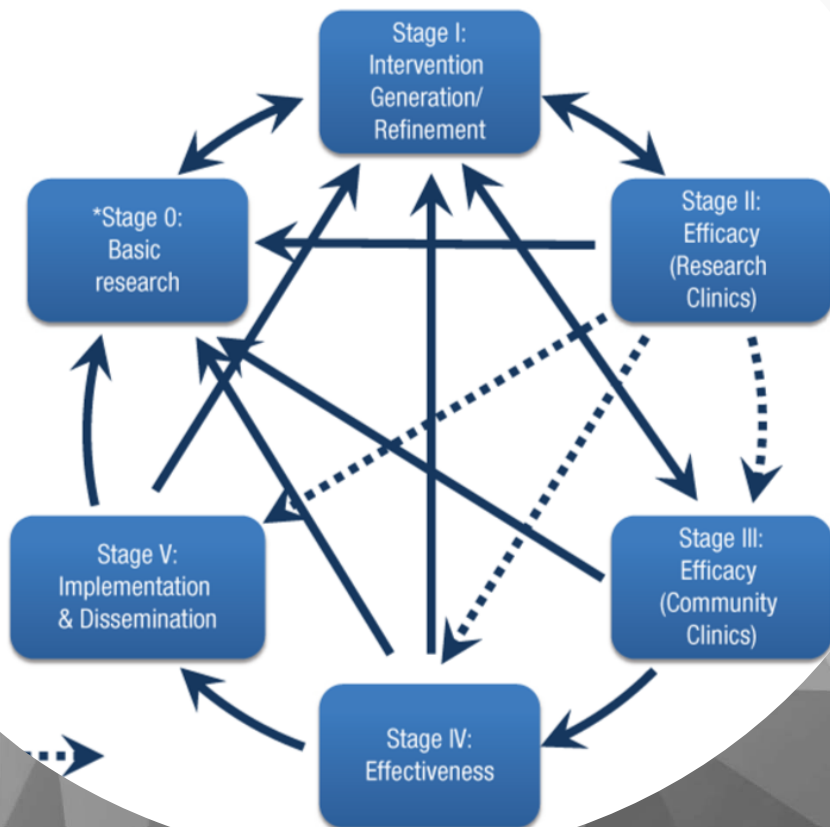 Stage I:
Intervention
Generation/
Refinement
*Stage 0:
Basic
research
Stage II:
Efficacy
(Research
Clinics)
Stage V:
Implementation
& Dissemination
Stage III:
Efficacy
(Community
Clinics)
Stage IV:
Effectiveness